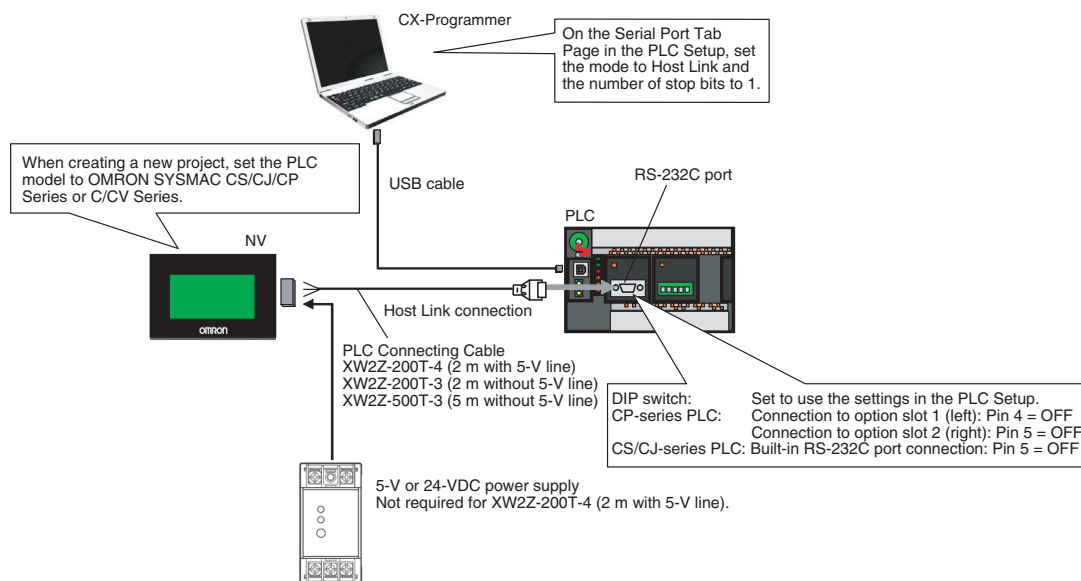 CX-Programmer
On the Serial Port Tab
Page in the PLC Setup, set
the mode to Host Link and
the number of stop bits to 1.
When creating a new project, set the PLC
model to OMRON SYSMAC CS/CJ/CP
Series or C/CV Series.
USB cable
RS-232C port
PLC
NV
OMRON
Host Link connection
PLC Connecting Cable
XW2Z-200T-4 (2 m with 5-V line)
XW2Z-200T-3 (2 m without 5-V line)
XW2Z-500T-3 (5 m without 5-V line)
DIP switch: Set to use the settings in the PLC Setup.
CP-series PLC: Connection to option slot 1 (left): Pin 4 = OFF
Connection to option slot 2 (right): Pin 5 = OFF
CS/CJ-series PLC: Built-in RS-232C port connection: Pin 5 = OFF
5-V or 24-VDC power supply
Not required for XW2Z-200T-4 (2 m with 5-V line).